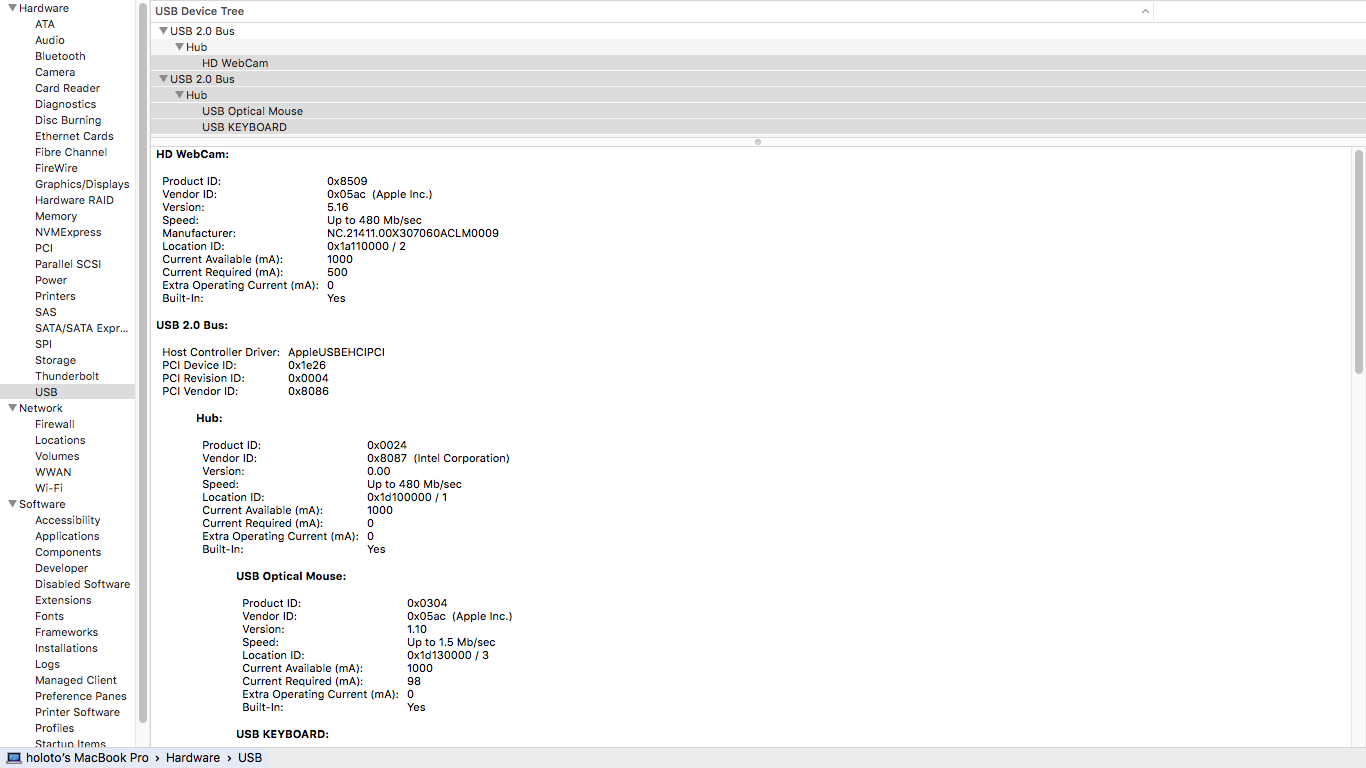 Hardware
ATA
Audio
Bluetooth
Camera
Card Reader
Diagnostics
Disc Burning
Ethernet Cards
Fibre Channel
FireWire
Graphics/Displays
Hardware RAID
Memory
NVMExpress
PCI
Parallel SCSI
Power
Printers
SAS
SATA/SATA Expr...
SPI
Storage
Thunderbolt
USB
Network
Firewall
Locations
Volumes
WWAN
Wi-Fi
Software
Accessibility
Applications
Components
Developer
Disabled Software
Extensions
Fonts
Frameworks
Installations
Logs
Managed Client
Preference Panes
Printer Software
Profiles
Startup Items
USB Device Tree
USB 2.0 Bus
Hub
HD WebCam
USB 2.0 Bus
Hub
USB Optical Mouse
USB KEYBOARD
HD WebCam:
Product ID: 0x8509
Vendor ID: 0x05ac (Apple Inc.)
Version: 5.16
Speed: Up to 480 Mb/sec
Manufacturer: NC.21411.00X307060ACLM0009
Location ID: 0x1a110000 / 2
Current Available (mA): 1000
Current Required (mA): 500
Extra Operating Current (mA): 0
Built-In: Yes
USB 2.0 Bus:
Host Controller Driver: AppleUSBEHCIPCI
PCI Device ID: 0x1e26
PCI Revision ID: 0x0004
PCI Vendor ID: 0x8086
Hub:
Product ID: 0x0024
Vendor ID: 0x8087 (Intel Corporation)
Version: 0.00
Speed: Up to 480 Mb/sec
Location ID: 0x1d100000 / 1
Current Available (mA): 1000
Current Required (mA): 0
Extra Operating Current (mA): 0
Built-In: Yes
USB Optical Mouse:
Product ID: 0x0304
Vendor ID: 0x05ac (Apple Inc.)
Version: 1.10
Speed: Up to 1.5 Mb/sec
Location ID: 0x1d130000 / 3
Current Available (mA): 1000
Current Required (mA): 98
Extra Operating Current (mA): 0
Built-In: Yes
USB KEYBOARD:
holoto's MacBook Pro › Hardware › USB